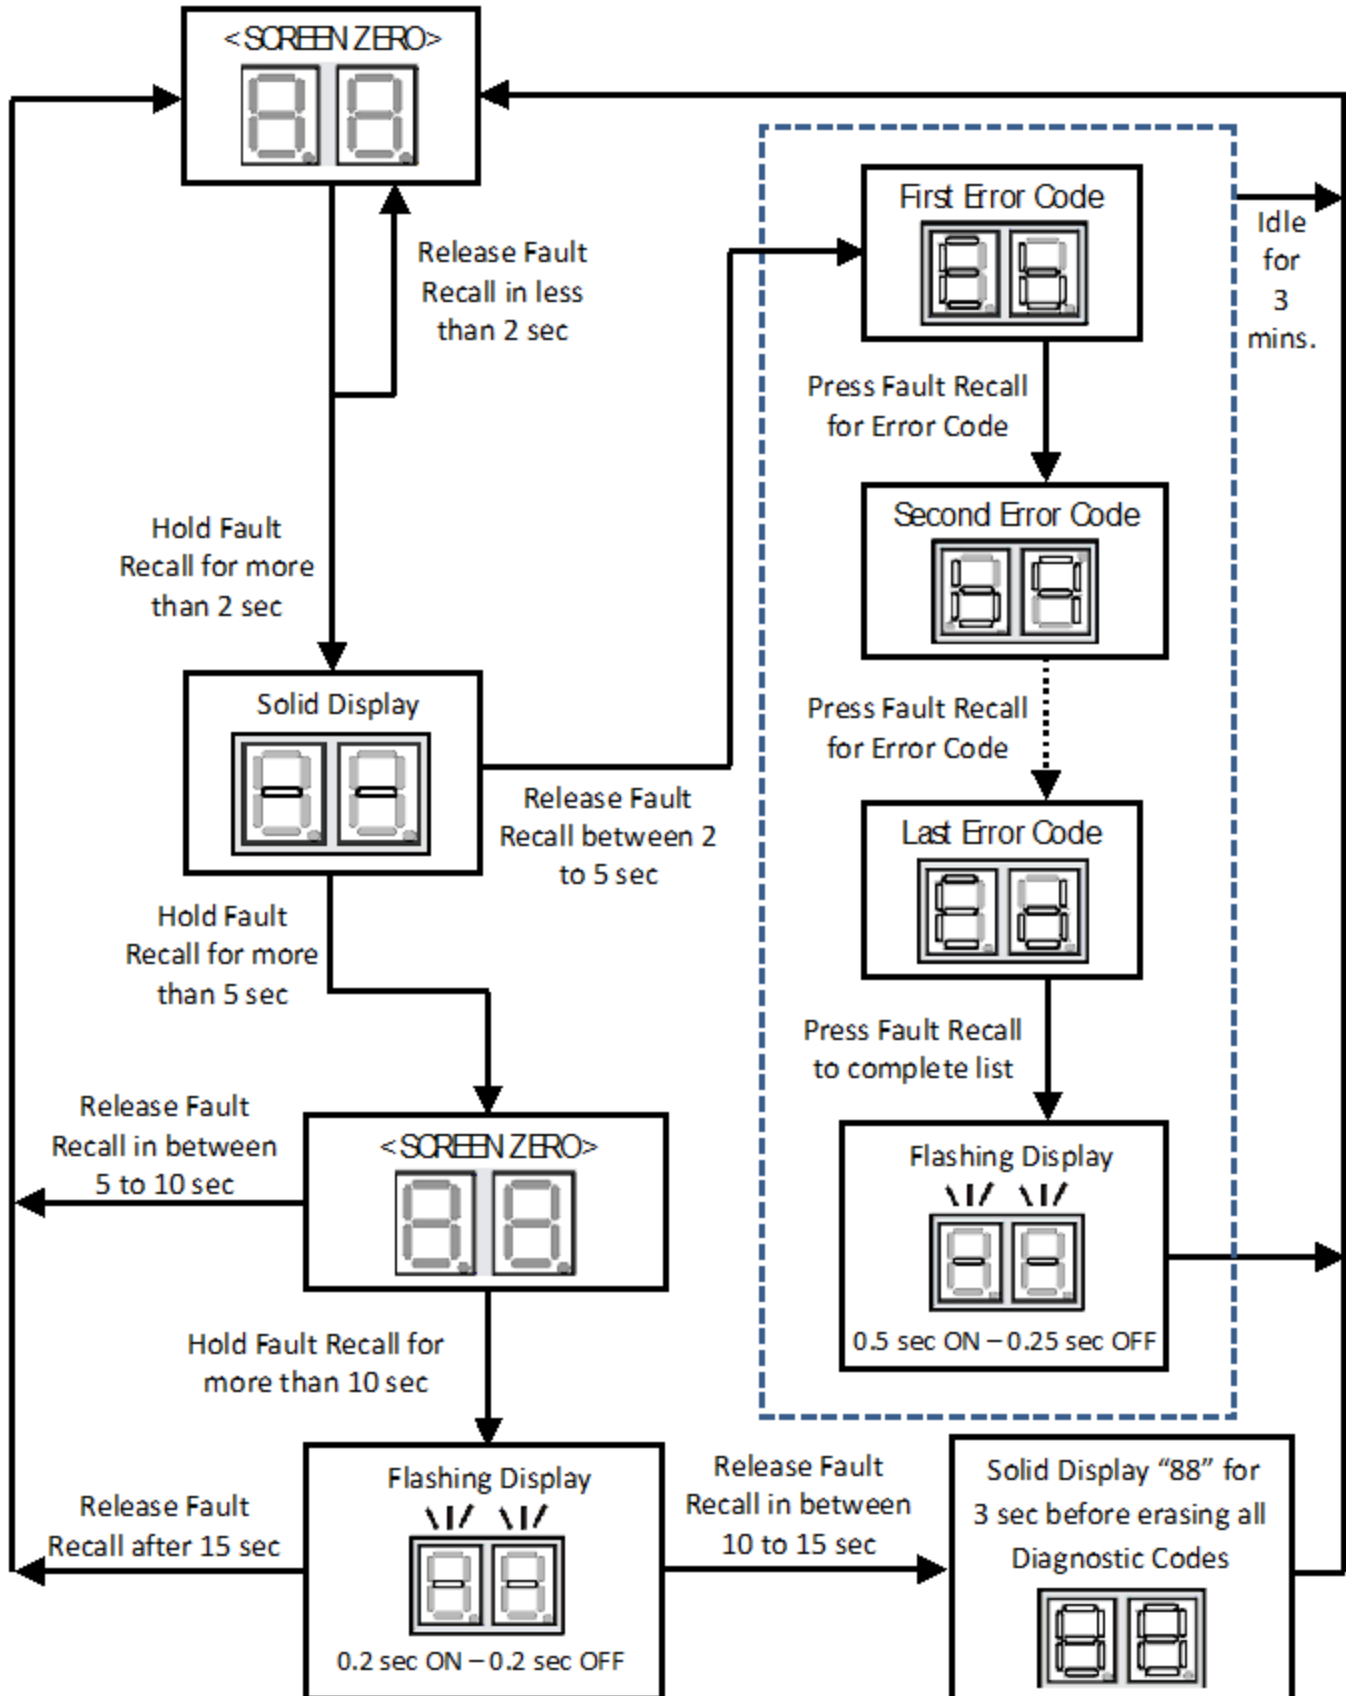 <SCREEN ZERO>
Release Fault
Recall in less
than 2 sec
Hold Fault
Recall for more
than 2 sec
Solid Display
- -
Release Fault
Recall between 2
to 5 sec
Hold Fault
Recall for more
than 5 sec
<SCREEN ZERO>
Release Fault
Recall in between
5 to 10 sec
Hold Fault Recall for
more than 10 sec
Flashing Display
- -
0.2 sec ON – 0.2 sec OFF
Release Fault
Recall after 15 sec
Release Fault
Recall in between
10 to 15 sec
First Error Code
Press Fault Recall
for Error Code
Second Error Code
Press Fault Recall
for Error Code
Last Error Code
Press Fault Recall
to complete list
Flashing Display
- -
0.5 sec ON – 0.25 sec OFF
Idle
for
3
mins.
Solid Display “88” for
3 sec before erasing all
Diagnostic Codes
88